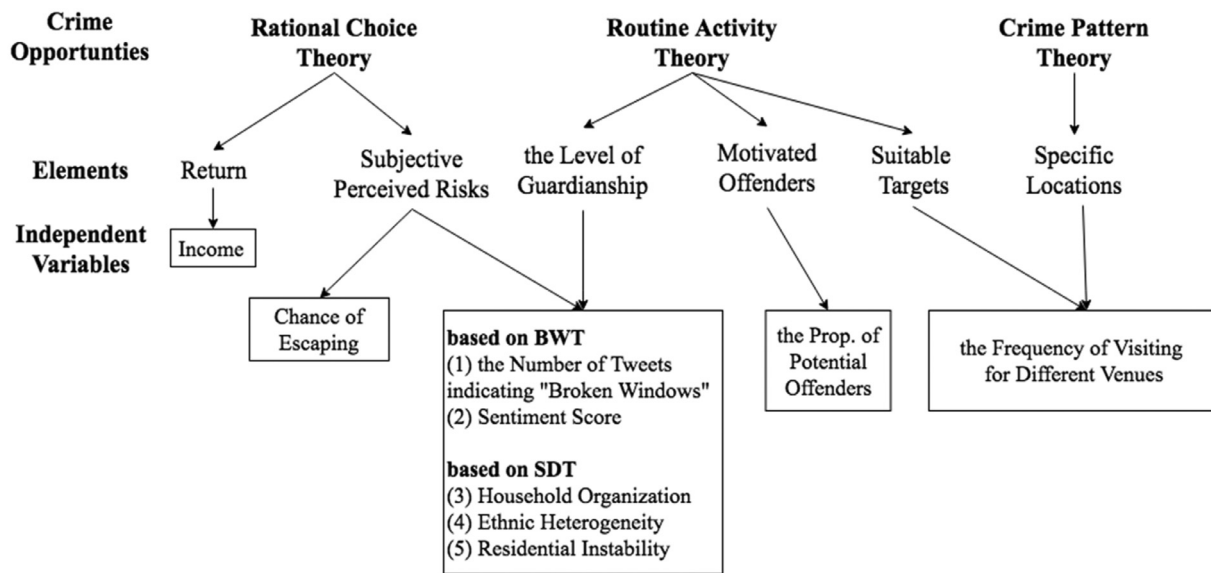 Crime
Opportunties
Rational Choice
Theory
Routine Activity
Theory
Crime Pattern
Theory
Elements
Return
Subjective
Perceived Risks
the Level of
Guardianship
Motivated
Offenders
Suitable
Targets
Specific
Locations
Independent
Variables
Income
Chance of
Escaping
based on BWT
(1) the Number of Tweets
indicating "Broken Windows"
(2) Sentiment Score
based on SDT
(3) Household Organization
(4) Ethnic Heterogeneity
(5) Residential Instability
the Prop. of
Potential
Offenders
the Frequency of Visiting
for Different Venues